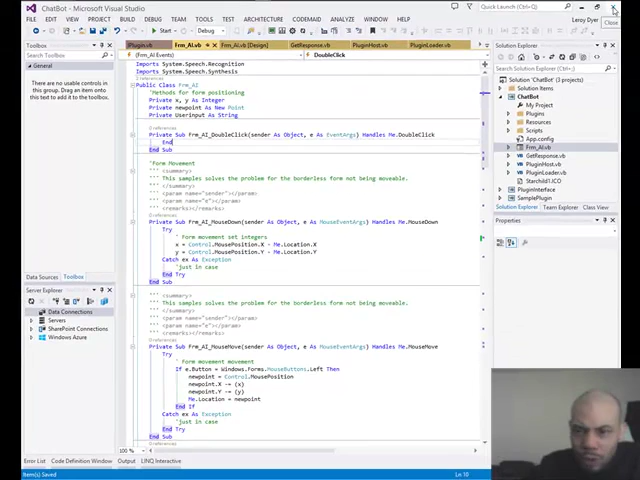 ChatBot - Microsoft Visual Studio
Quick Launch (Ctrl+Q)
FILE EDIT VIEW PROJECT BUILD DEBUG TEAM TOOLS TEST ARCHITECTURE CODEMAID ANALYZE WINDOW HELP
Leroy Dyer
Start
Debug
Close
Toolbox
General
There are no usable controls in this group. Drag an item onto this text to add it to the toolbox.
Data Sources Toolbox
Server Explorer
Data Connections
Servers
SharePoint Connections
Windows Azure
IPlugin.vb Frm_AI.vb Frm_AI.vb [Design] GetResponse.vb PluginHost.vb PluginLoader.vb
(Frm_AI Events) DoubleClick
Imports System.Speech.Recognition
Imports System.Speech.Synthesis
Public Class Frm_AI
'Methods for form positioning
Private x, y As Integer
Private newpoint As New Point
Private Userinput As String
0 references
Private Sub Frm_AI_DoubleClick(sender As Object, e As EventArgs) Handles Me.DoubleClick
End
End Sub
'Form Movement
''' <summary>
''' This samples solves the problem for the borderless form not being moveable.
''' </summary>
''' <param name="sender"></param>
''' <param name="e"></param>
''' <remarks></remarks>
0 references
Private Sub Frm_AI_MouseDown(sender As Object, e As MouseEventArgs) Handles Me.MouseDown
Try
' Form movement set integers
x = Control.MousePosition.X - Me.Location.X
y = Control.MousePosition.Y - Me.Location.Y
Catch ex As Exception
'just in case
End Try
End Sub
''' <summary>
''' This samples solves the problem for the borderless form not being moveable.
''' </summary>
''' <param name="sender"></param>
''' <param name="e"></param>
''' <remarks></remarks>
0 references
Private Sub Frm_AI_MouseMove(sender As Object, e As MouseEventArgs) Handles Me.MouseMove
Try
' Form movement movement
If e.Button = Windows.Forms.MouseButtons.Left Then
newpoint = Control.MousePosition
newpoint.X -= (x)
newpoint.Y -= (y)
Me.Location = newpoint
End If
Catch ex As Exception
'just in case
End Try
End Sub
0 references
100 %
Solution Explorer
Solution 'ChatBot' (3 projects)
Solution Items
ChatBot
My Project
Plugins
Resources
Scripts
App.config
Frm_AI.vb
GetResponse.vb
PluginHost.vb
PluginLoader.vb
Starchild1.ICO
PluginInterface
SamplePlugin
Solution Explorer Team Explorer Class View
Properties
Error List Code Definition Window Output LINQ Interactive
Item(s) Saved
Ln 10